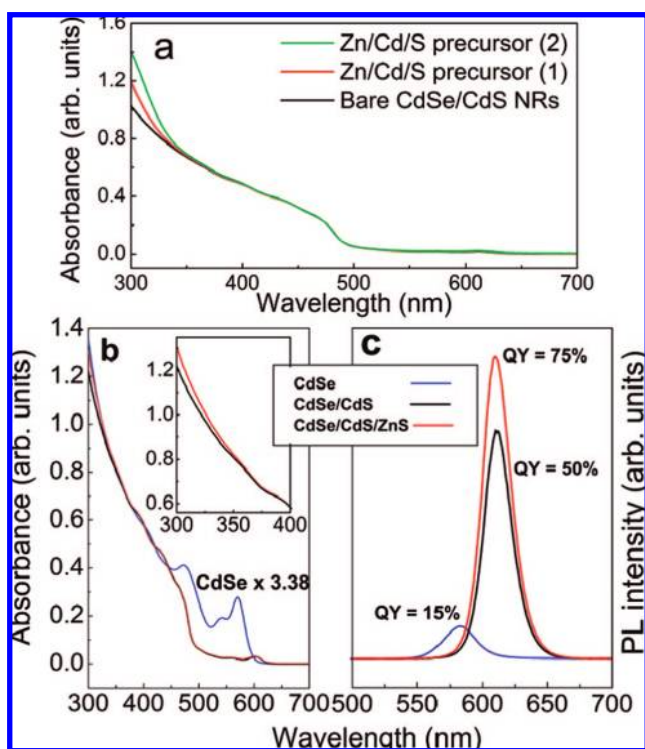 a
Zn/Cd/S precursor (2)
Zn/Cd/S precursor (1)
Bare CdSe/CdS NRs
Absorbance (arb. units)
1.6
1.2
0.8
0.4
0.0
300 400 500 600 700
Wavelength (nm)
b
Absorbance (arb. units)
1.4
1.2
1.0
0.8
0.6
0.4
0.2
0.0
1.2
1.0
0.8
0.6
300 350 400
CdSe x 3.38
300 400 500 600 700
CdSe
CdSe/CdS
CdSe/CdS/ZnS
c
QY = 75%
QY = 50%
QY = 15%
PL intensity (arb. units)
500 550 600 650 700
Wavelength (nm)